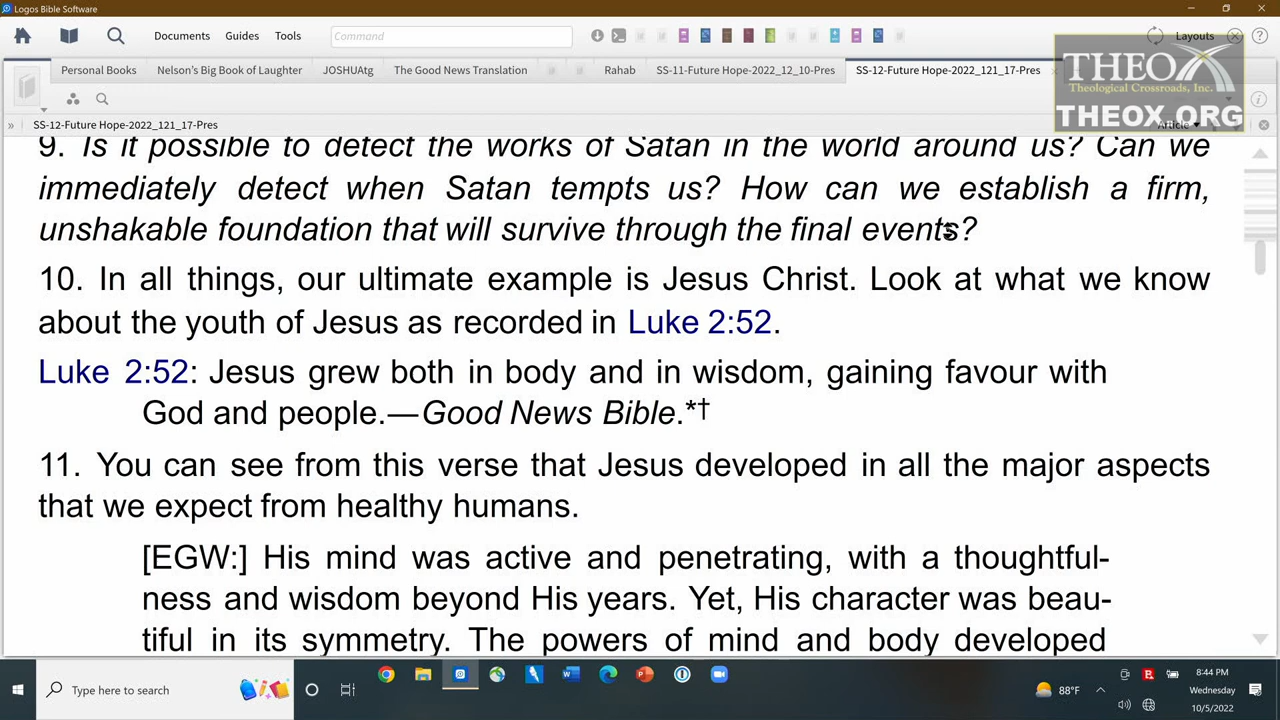 Logos Bible Software
Documents Guides Tools Command Layouts
Personal Books Nelson's Big Book of Laughter JOSHUAtg The Good News Translation Rahab SS-11-Future Hope-2022_12_10-Pres SS-12-Future Hope-2022_121_17-Pres
THEOX
Theological Crossroads, Inc.
THEOX.ORG
» SS-12-Future Hope-2022_121_17-Pres Article
9. Is it possible to detect the works of Satan in the world around us? Can we
immediately detect when Satan tempts us? How can we establish a firm,
unshakable foundation that will survive through the final events?
10. In all things, our ultimate example is Jesus Christ. Look at what we know
about the youth of Jesus as recorded in Luke 2:52.
Luke 2:52: Jesus grew both in body and in wisdom, gaining favour with
God and people.—Good News Bible.*†
11. You can see from this verse that Jesus developed in all the major aspects
that we expect from healthy humans.
[EGW:] His mind was active and penetrating, with a thoughtful-
ness and wisdom beyond His years. Yet, His character was beau-
tiful in its symmetry. The powers of mind and body developed
Type here to search 88°F 8:44 PM
Wednesday
10/5/2022